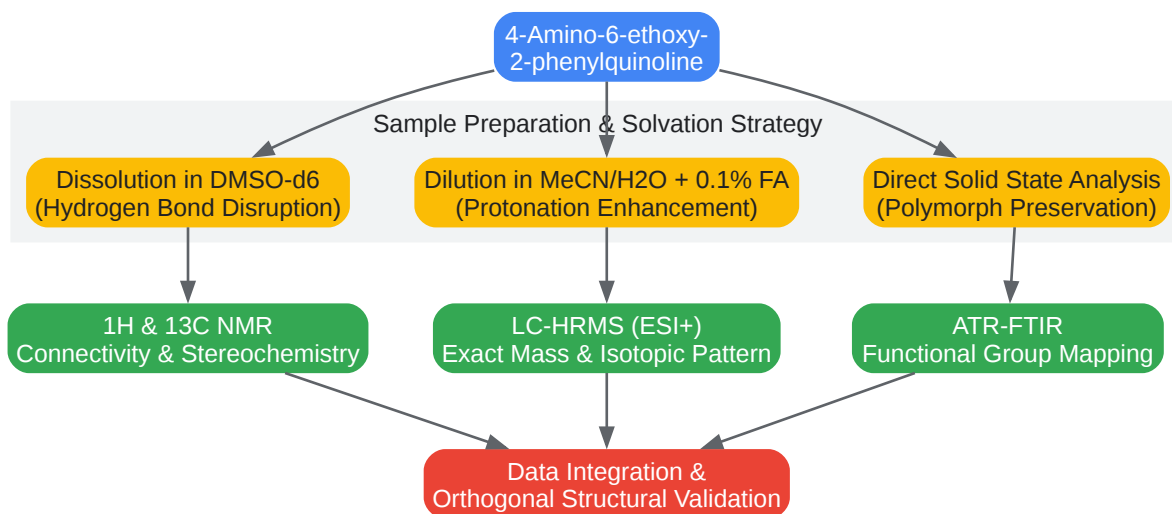 4-Amino-6-ethoxy-
2-phenylquinoline
Sample Preparation & Solvation Strategy
Dissolution in DMSO-d6
(Hydrogen Bond Disruption)
Dilution in MeCN/H2O + 0.1% FA
(Protonation Enhancement)
Direct Solid State Analysis
(Polymorph Preservation)
1H & 13C NMR
Connectivity & Stereochemistry
LC-HRMS (ESI+)
Exact Mass & Isotopic Pattern
ATR-FTIR
Functional Group Mapping
Data Integration &
Orthogonal Structural Validation